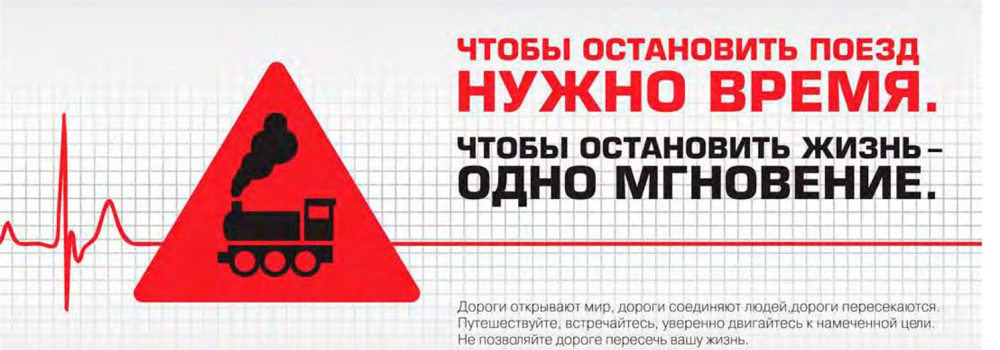 ЧТОБЫ ОСТАНОВИТЬ ПОЕЗД
НУЖНО ВРЕМЯ.
ЧТОБЫ ОСТАНОВИТЬ ЖИЗНЬ –
ОДНО МГНОВЕНИЕ.
Дороги открывают мир, дороги соединяют людей,дороги пересекаются.
Путешествуйте, встречайтесь, уверенно двигайтесь к намеченной цели.
Не позволяйте дороге пересечь вашу жизнь.